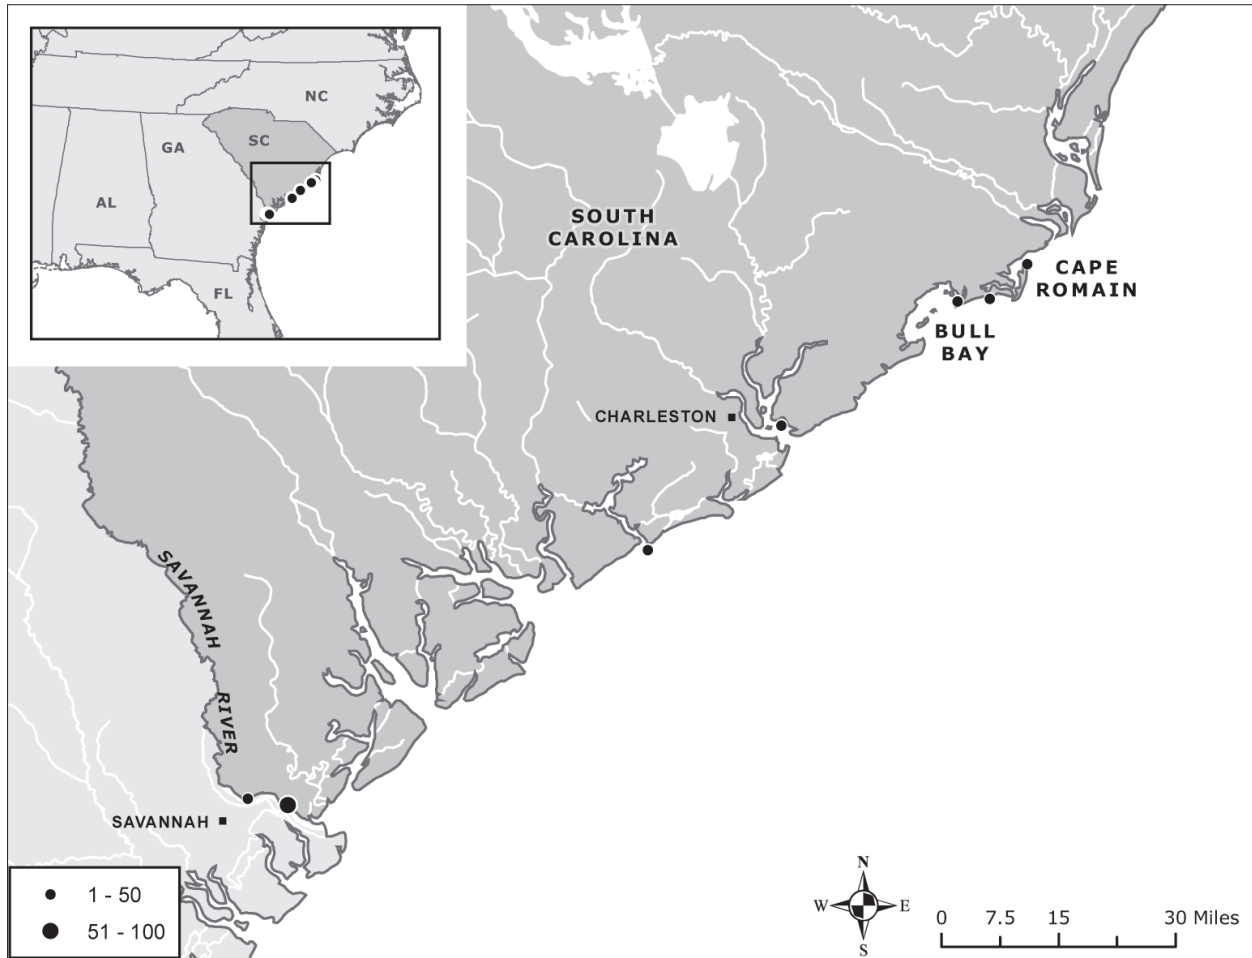 NC
SC
GA
AL
FL
SOUTH
CAROLINA
CAPE
ROMAIN
BULL
BAY
CHARLESTON
SAVANNAH
RIVER
SAVANNAH
1 - 50
51 - 100
N
W
E
S
0 7.5 15 30 Miles